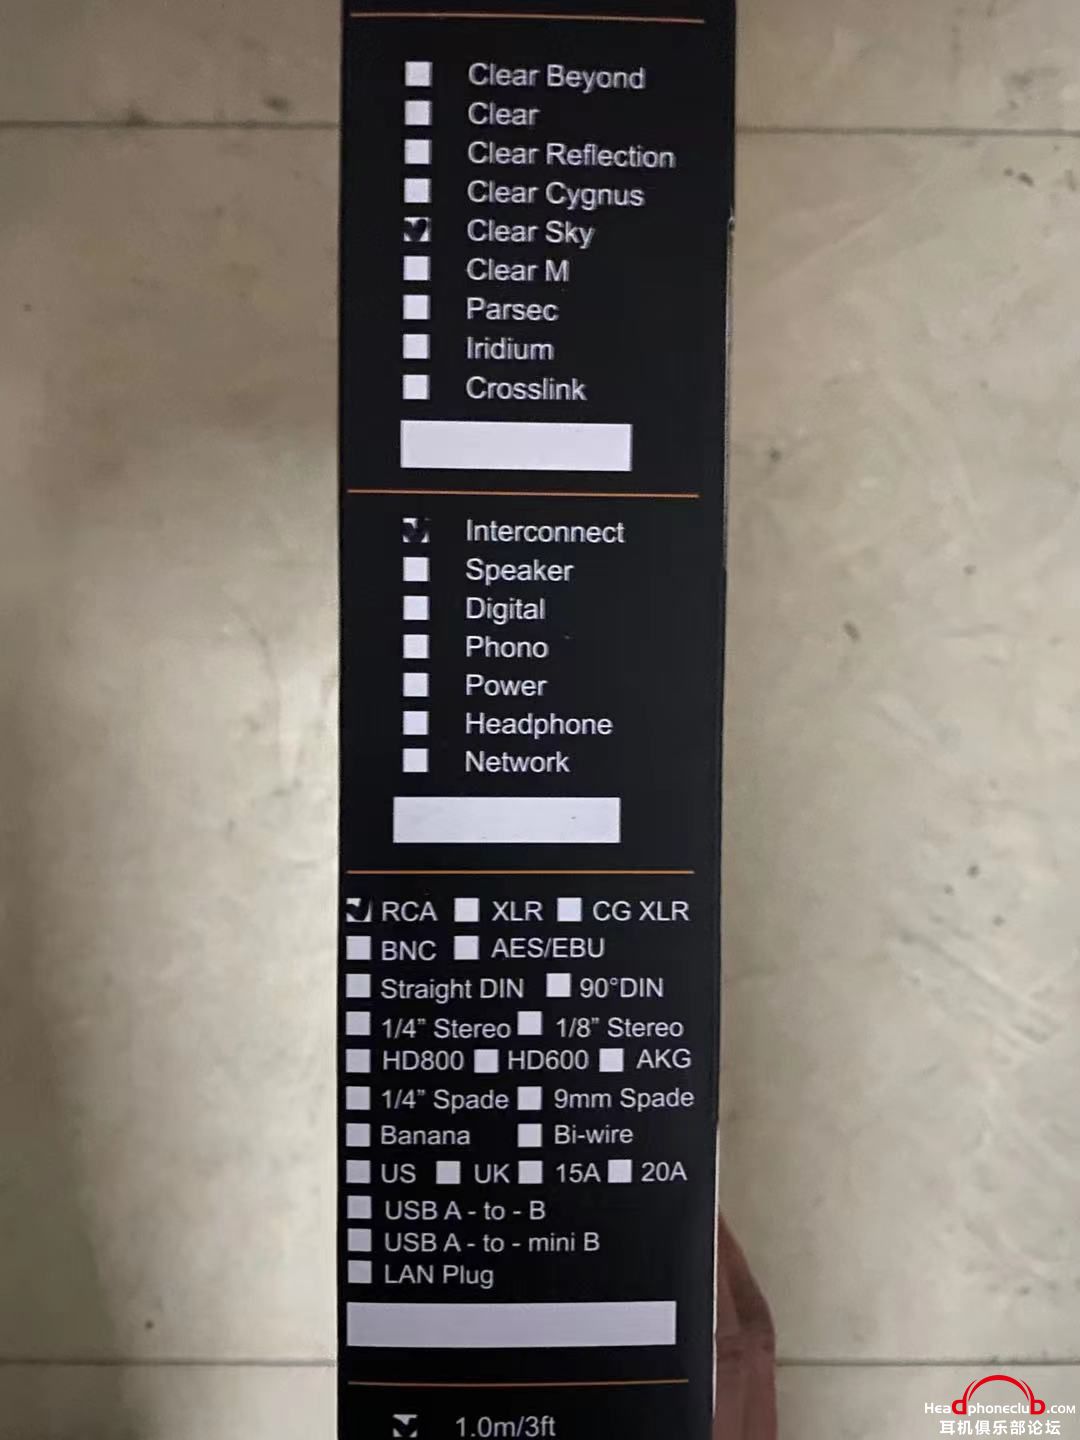 Clear Beyond
Clear
Clear Reflection
Clear Cygnus
Clear Sky
Clear M
Parsec
Iridium
Crosslink
Interconnect
Speaker
Digital
Phono
Power
Headphone
Network
RCA XLR CG XLR
BNC AES/EBU
Straight DIN 90°DIN
1/4” Stereo 1/8” Stereo
HD800 HD600 AKG
1/4” Spade 9mm Spade
Banana Bi-wire
US UK 15A 20A
USB A - to - B
USB A - to - mini B
LAN Plug
1.0m/3ft
HeadphonecluD.com
耳机俱乐部论坛